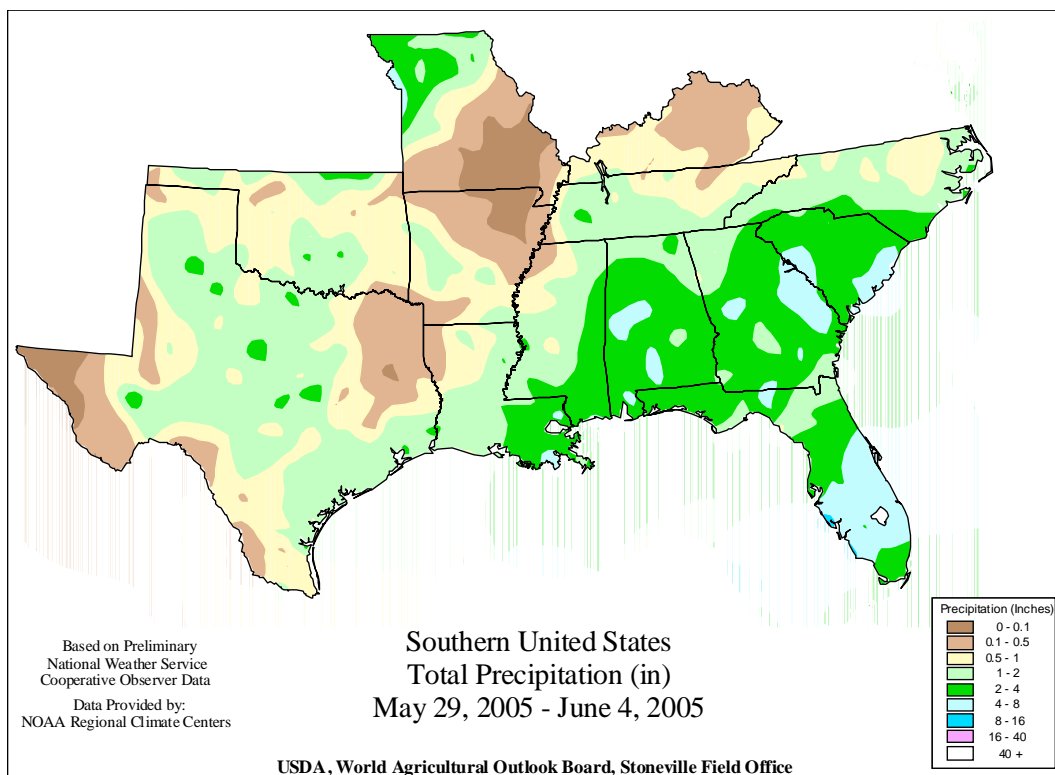 Precipitation (Inches)
0 - 0.1
0.1 - 0.5
0.5 - 1
1 - 2
2 - 4
4 - 8
8 - 16
16 - 40
40 +
Based on Preliminary
National Weather Service
Cooperative Observer Data
Data Provided by:
NOAA Regional Climate Centers
Southern United States
Total Precipitation (in)
May 29, 2005 - June 4, 2005
USDA, World Agricultural Outlook Board, Stoneville Field Office